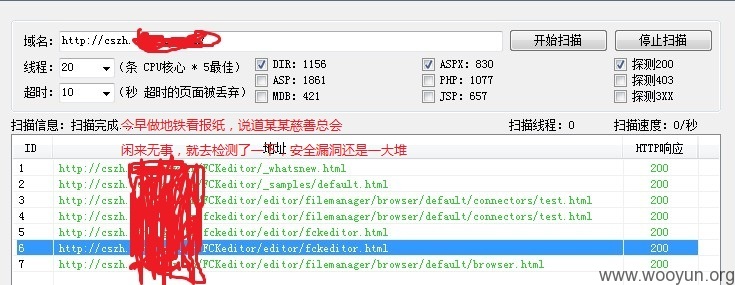 域名: http://cszh.
开始扫描 停止扫描
线程: 20 (条 CPU核心 * 5最佳) DIR: 1156 ASPX: 830 探测200
ASP: 1861 PHP: 1077 探测403
超时: 10 (秒 超时的页面被丢弃) MDB: 421 JSP: 657 探测3XX
扫描信息: 扫描完成 今早做地铁看报纸，说道某某慈善总会 扫描线程: 0 扫描速度: 0/秒
ID 地址 HTTP响应
闲来无事，就去检测了一 安全漏洞还是一大堆
1 http://cszh. /FCKeditor/_whatsnew.html 200
2 http://cszh. /FCKeditor/_samples/default.html 200
3 http://cszh. /FCKeditor/editor/filemanager/browser/default/connectors/test.html 200
4 http://cszh. /fckeditor/editor/filemanager/browser/default/connectors/test.html 200
5 http://cszh. /fckeditor/editor/fckeditor.html 200
6 http://cszh. /FCKeditor/editor/fckeditor.html 200
7 http://cszh. /FCKeditor/editor/filemanager/browser/default/browser.html 200
www.wooyun.org